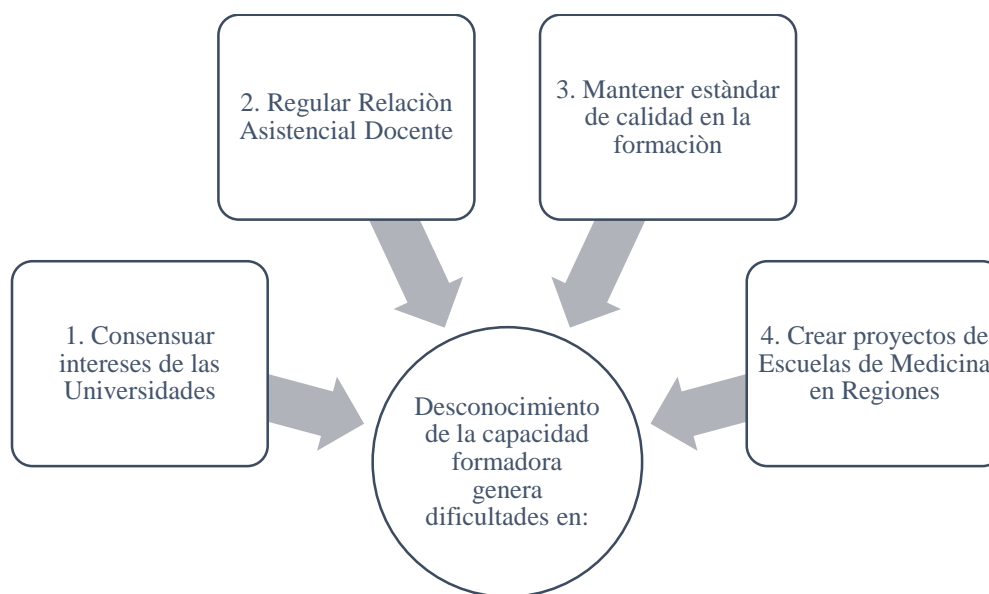 1. Consensuar
intereses de las
Universidades
2. Regular Relaciòn
Asistencial Docente
3. Mantener estàndar
de calidad en la
formaciòn
4. Crear proyectos de
Escuelas de Medicina
en Regiones
Desconocimiento
de la capacidad
formadora
genera
dificultades en: